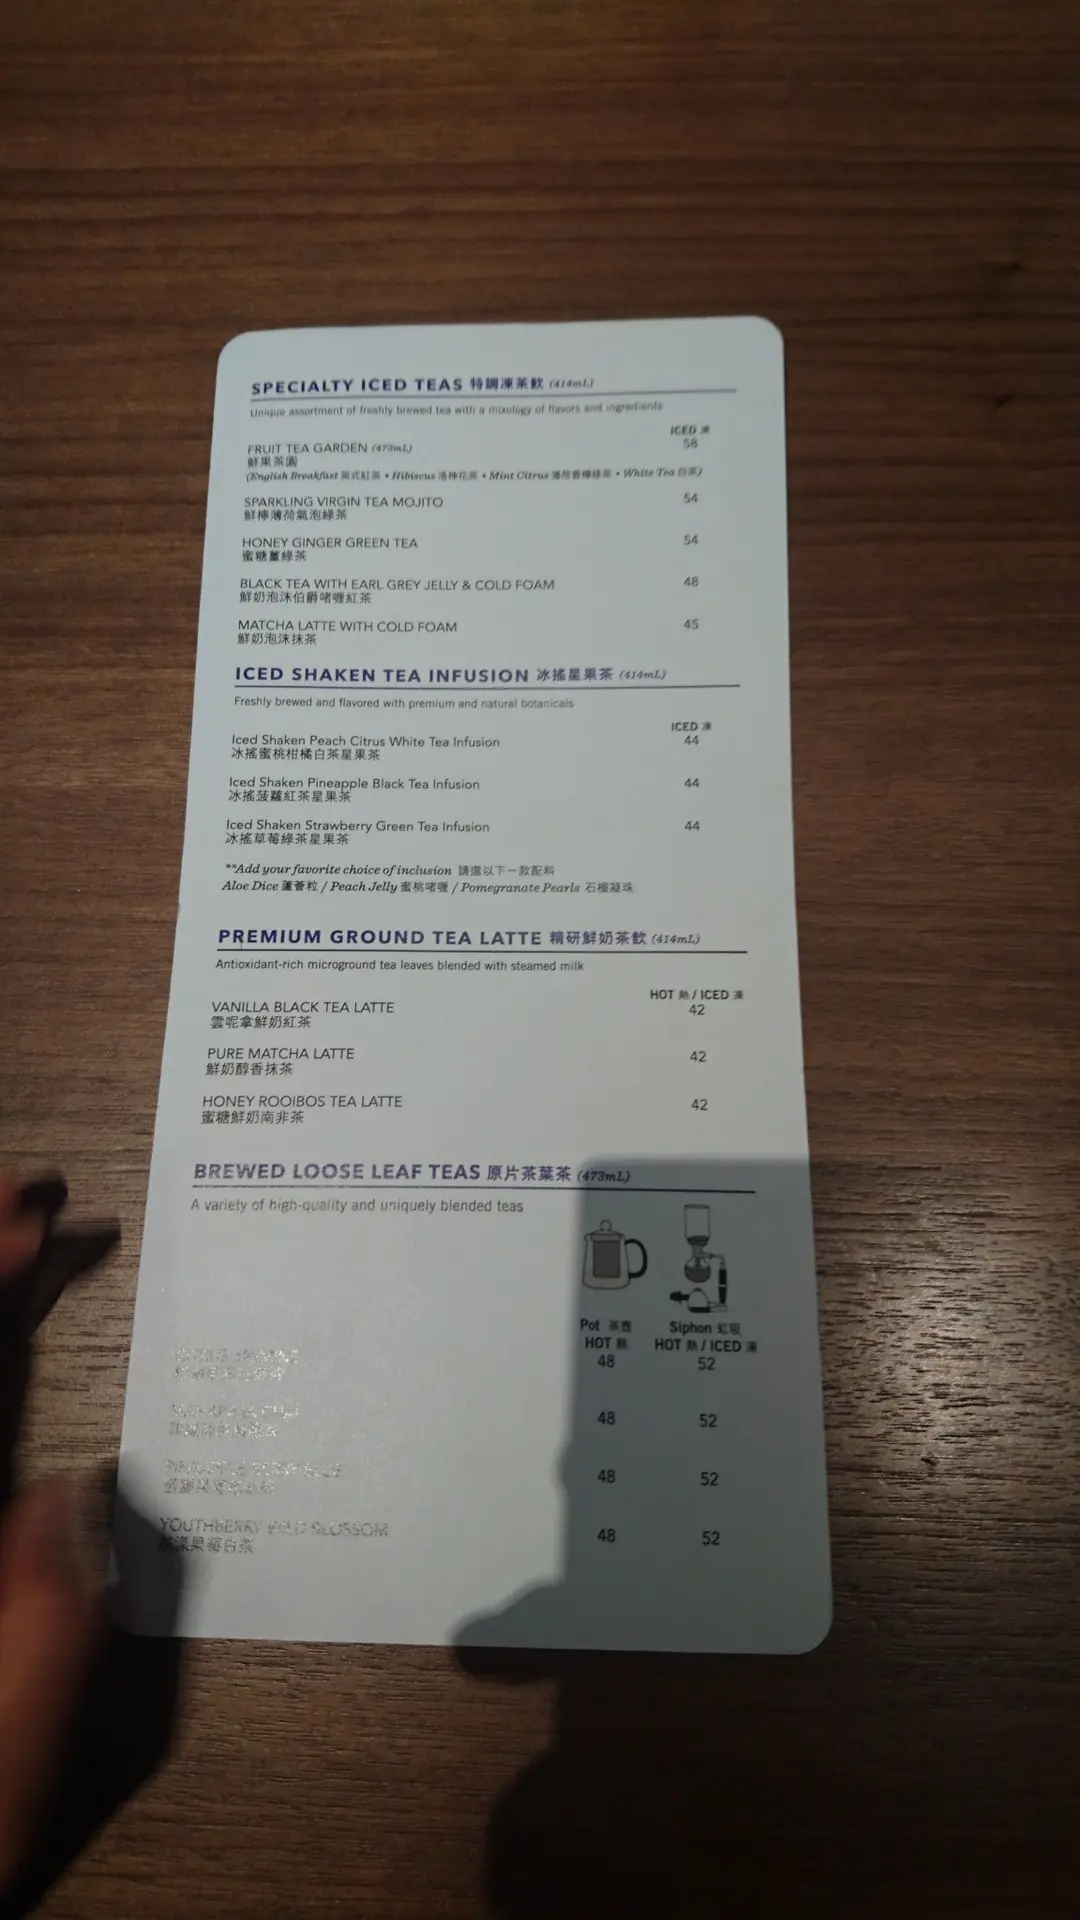 SPECIALTY ICED TEAS 特調凍茶飲 (414mL)
Unique assortment of freshly brewed tea with a mixology of flavors and ingredients
ICED 凍
FRUIT TEA GARDEN (473mL) 58
鮮果茶園
(English Breakfast 英式紅茶 • Hibiscus 洛神花茶 • Mint Citrus 薄荷香檸綠茶 • White Tea 白茶)
SPARKLING VIRGIN TEA MOJITO 54
鮮檸薄荷氣泡綠茶
HONEY GINGER GREEN TEA 54
蜜糖薑綠茶
BLACK TEA WITH EARL GREY JELLY & COLD FOAM 48
鮮奶泡沫伯爵啫喱紅茶
MATCHA LATTE WITH COLD FOAM 45
鮮奶泡沫抹茶
ICED SHAKEN TEA INFUSION 冰搖星果茶 (414mL)
Freshly brewed and flavored with premium and natural botanicals
ICED 凍
Iced Shaken Peach Citrus White Tea Infusion 44
冰搖蜜桃柑橘白茶星果茶
Iced Shaken Pineapple Black Tea Infusion 44
冰搖菠蘿紅茶星果茶
Iced Shaken Strawberry Green Tea Infusion 44
冰搖草莓綠茶星果茶
**Add your favorite choice of inclusion 請選以下一款配料
Aloe Dice 蘆薈粒 / Peach Jelly 蜜桃啫喱 / Pomegranate Pearls 石榴凝珠
PREMIUM GROUND TEA LATTE 精研鮮奶茶飲 (414mL)
Antioxidant-rich microground tea leaves blended with steamed milk
HOT 熱 / ICED 凍
VANILLA BLACK TEA LATTE 42
雲呢拿鮮奶紅茶
PURE MATCHA LATTE 42
鮮奶醇香抹茶
HONEY ROOIBOS TEA LATTE 42
蜜糖鮮奶南非茶
BREWED LOOSE LEAF TEAS 原片茶葉茶 (473mL)
A variety of high-quality and uniquely blended teas
Pot 茶壺 Siphon 虹吸
HOT 熱 HOT 熱 / ICED 凍
48 52
48 52
48 52
YOUTHBERRY WILD BLOSSOM 48 52